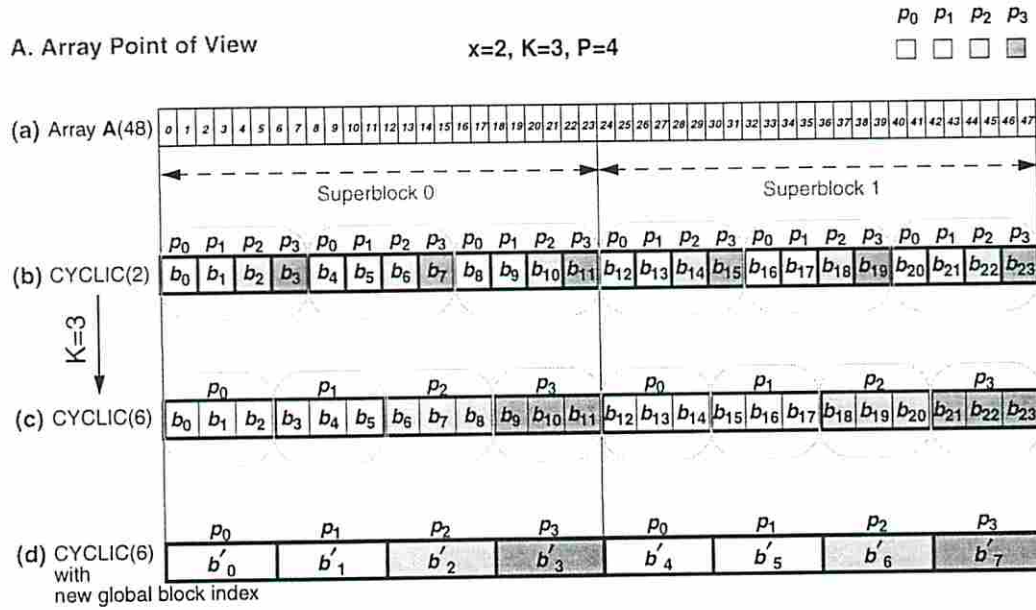 p0 p1 p2 p3
A. Array Point of View x=2, K=3, P=4
(a) Array A(48) 0 1 2 3 4 5 6 7 8 9 10 11 12 13 14 15 16 17 18 19 20 21 22 23 24 25 26 27 28 29 30 31 32 33 34 35 36 37 38 39 40 41 42 43 44 45 46 47
Superblock 0 Superblock 1
p0 p1 p2 p3 p0 p1 p2 p3 p0 p1 p2 p3 p0 p1 p2 p3 p0 p1 p2 p3 p0 p1 p2 p3
(b) CYCLIC(2) b0 b1 b2 b3 b4 b5 b6 b7 b8 b9 b10 b11 b12 b13 b14 b15 b16 b17 b18 b19 b20 b21 b22 b23
K=3
p0 p1 p2 p3 p0 p1 p2 p3
(c) CYCLIC(6) b0 b1 b2 b3 b4 b5 b6 b7 b8 b9 b10 b11 b12 b13 b14 b15 b16 b17 b18 b19 b20 b21 b22 b23
p0 p1 p2 p3 p0 p1 p2 p3
(d) CYCLIC(6) b'0 b'1 b'2 b'3 b'4 b'5 b'6 b'7
with
new global block index